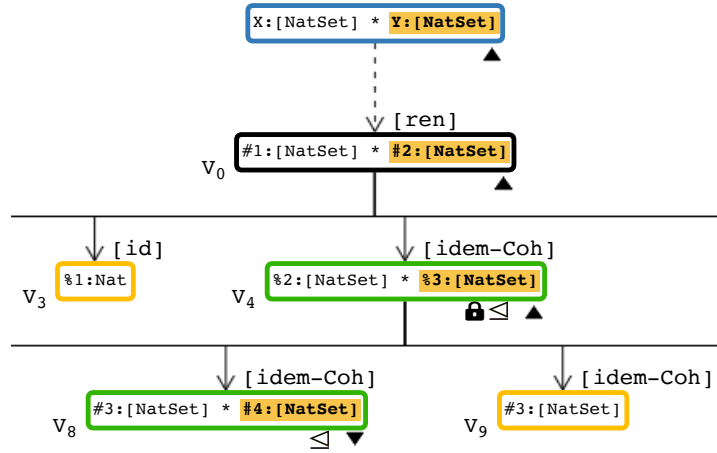 X:[NatSet] * Y:[NatSet]
[ren]
#1:[NatSet] * #2:[NatSet]
V0
[id]
[idem-Coh]
%1:Nat
%2:[NatSet] * %3:[NatSet]
V3
V4
[idem-Coh]
[idem-Coh]
#3:[NatSet] * #4:[NatSet]
#3:[NatSet]
V8
V9